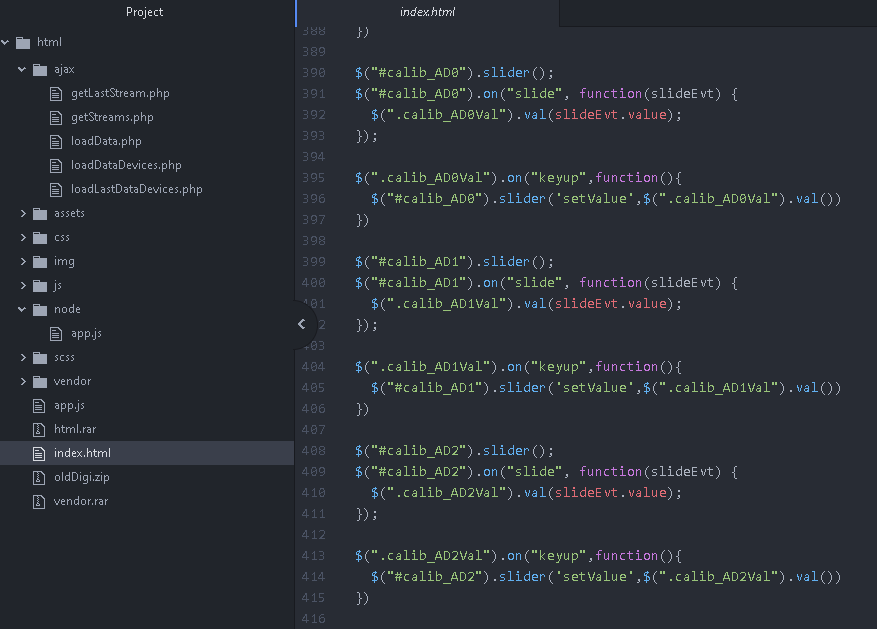 Project
html
ajax
getLastStream.php
getStreams.php
loadData.php
loadDataDevices.php
loadLastDataDevices.php
assets
css
img
js
node
app.js
scss
vendor
app.js
html.rar
index.html
oldDigi.zip
vendor.rar
index.html
388 })
389
390 $("#calib_AD0").slider();
391 $("#calib_AD0").on("slide", function(slideEvt) {
392 $(".calib_AD0Val").val(slideEvt.value);
393 });
394
395 $(".calib_AD0Val").on("keyup",function(){
396 $("#calib_AD0").slider('setValue',$(".calib_AD0Val").val())
397 })
398
399 $("#calib_AD1").slider();
400 $("#calib_AD1").on("slide", function(slideEvt) {
401 $(".calib_AD1Val").val(slideEvt.value);
2 });
403
404 $(".calib_AD1Val").on("keyup",function(){
405 $("#calib_AD1").slider('setValue',$(".calib_AD1Val").val())
406 })
407
408 $("#calib_AD2").slider();
409 $("#calib_AD2").on("slide", function(slideEvt) {
410 $(".calib_AD2Val").val(slideEvt.value);
411 });
412
413 $(".calib_AD2Val").on("keyup",function(){
414 $("#calib_AD2").slider('setValue',$(".calib_AD2Val").val())
415 })
416